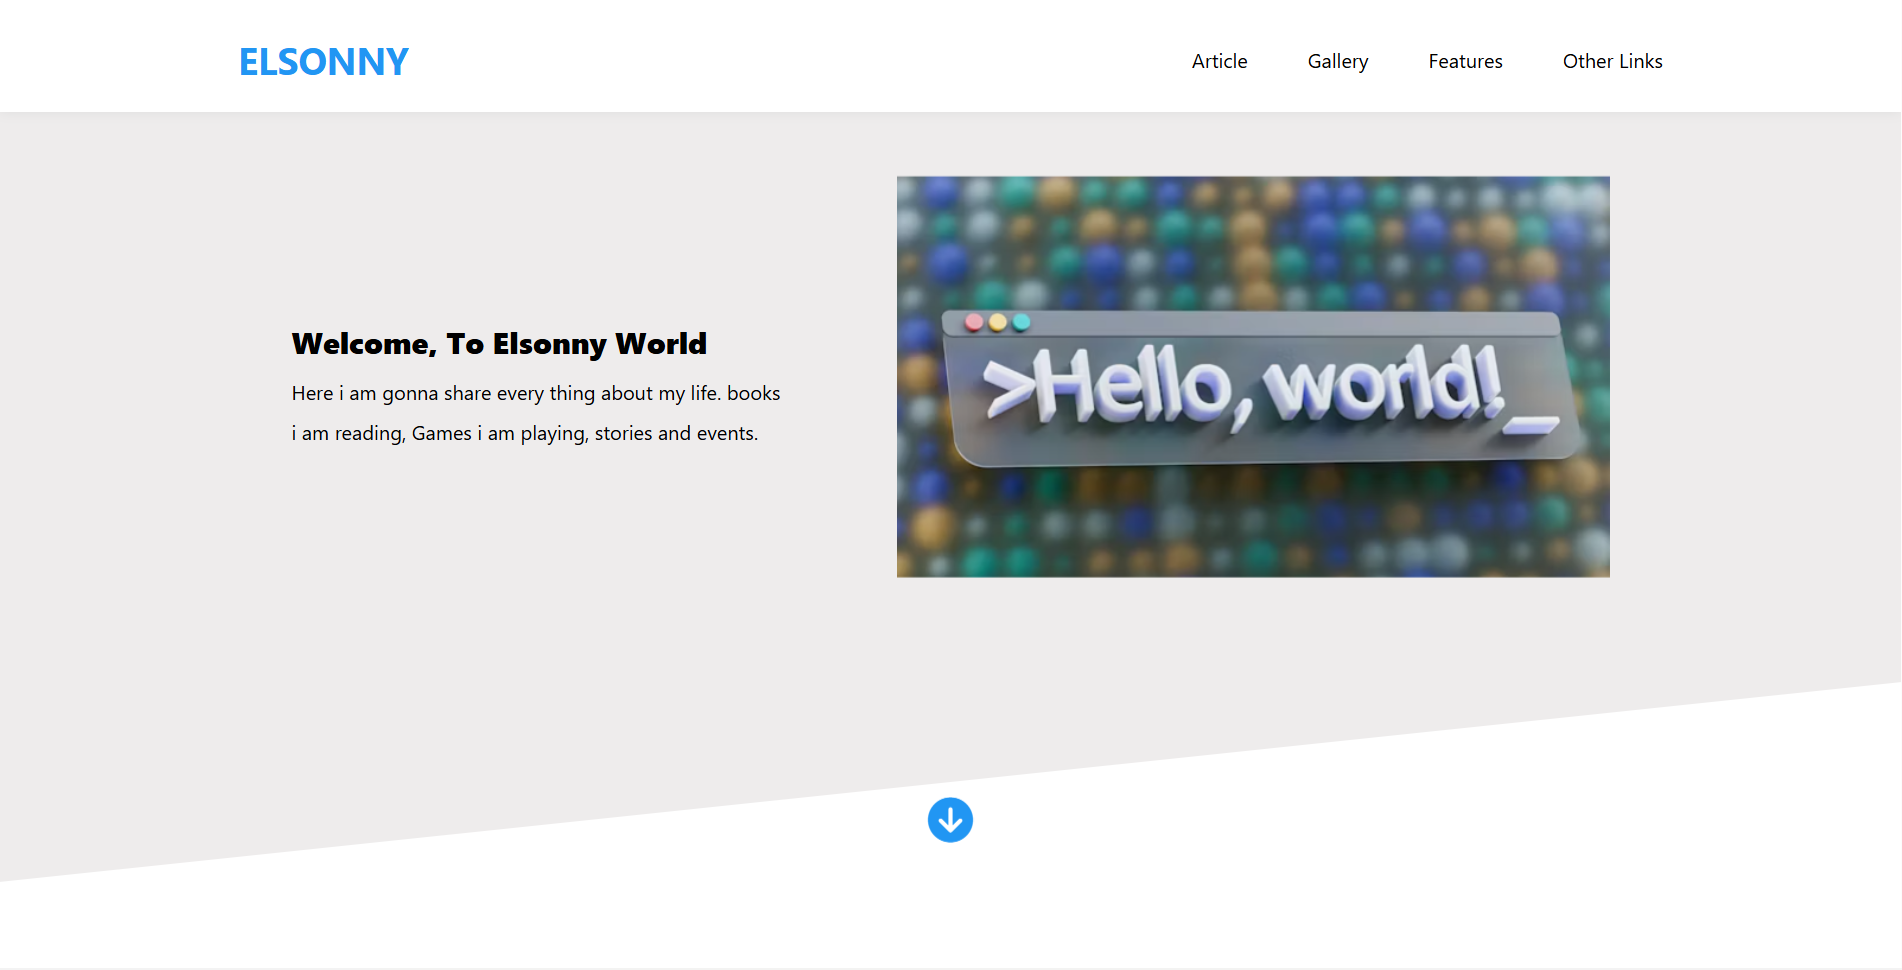 ELSONNY
Article Gallery Features Other Links
Welcome, To Elsonny World
Here i am gonna share every thing about my life. books
i am reading, Games i am playing, stories and events.
>Hello, world!_